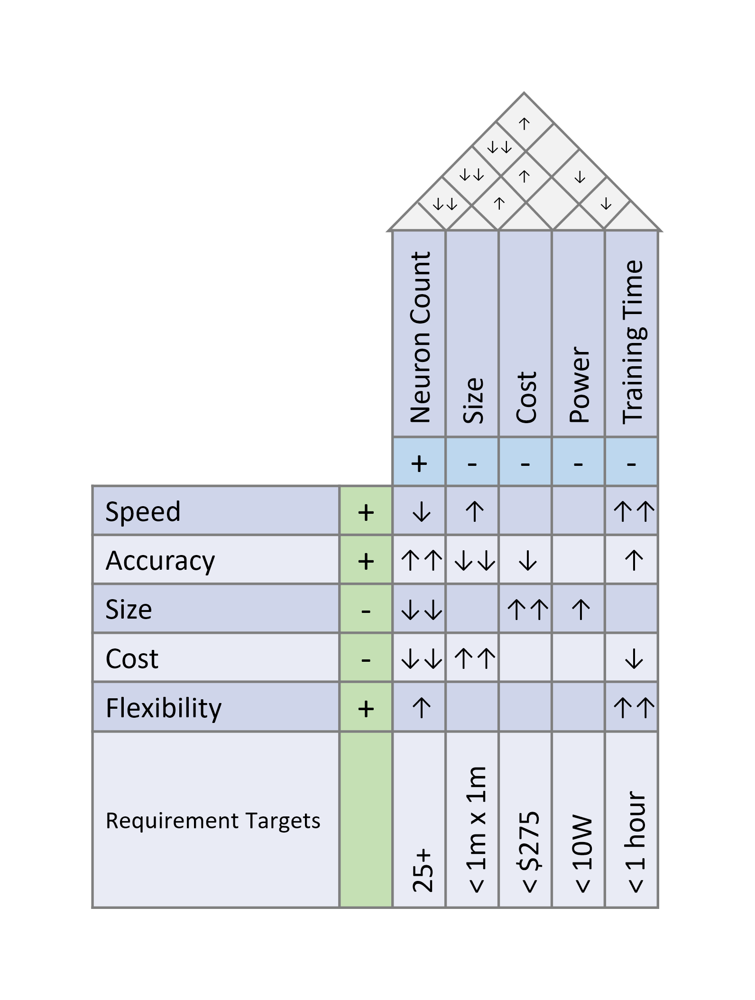 ↑
↓↓
↓↓ ↑ ↓
↓↓ ↑ ↓
Neuron Count
Size
Cost
Power
Training Time
+ - - - -
Speed + ↓ ↑ ↑↑
Accuracy + ↑↑ ↓↓ ↓ ↑
Size - ↓↓ ↑↑ ↑
Cost - ↓↓ ↑↑ ↓
Flexibility + ↑ ↑↑
Requirement Targets
25+
< 1m x 1m
< $275
< 10W
< 1 hour